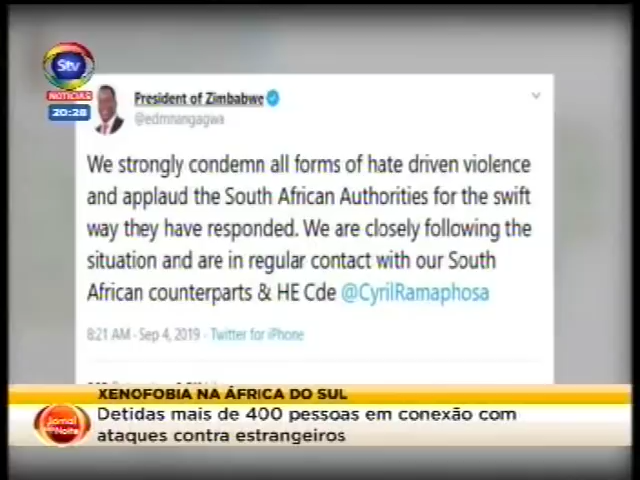 Stv
NOTÍCIAS
20:28
President of Zimbabwe
@edmnangagwa
We strongly condemn all forms of hate driven violence
and applaud the South African Authorities for the swift
way they have responded. We are closely following the
situation and are in regular contact with our South
African counterparts & HE Cde @CyrilRamaphosa
8:21 AM - Sep 4, 2019 · Twitter for iPhone
XENOFOBIA NA ÁFRICA DO SUL
Detidas mais de 400 pessoas em conexão com
ataques contra estrangeiros
Jornal
da Noite